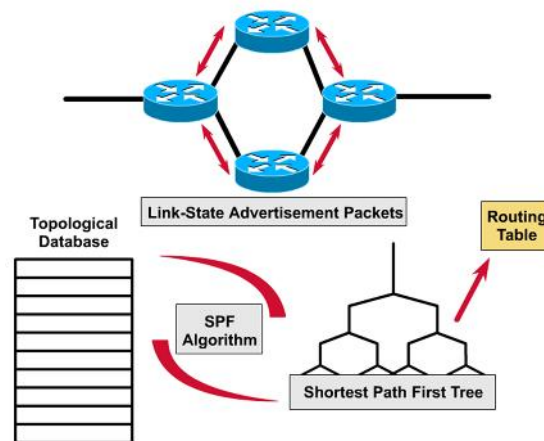 Link-State Advertisement Packets
Topological
Database
Routing
Table
SPF
Algorithm
Shortest Path First Tree